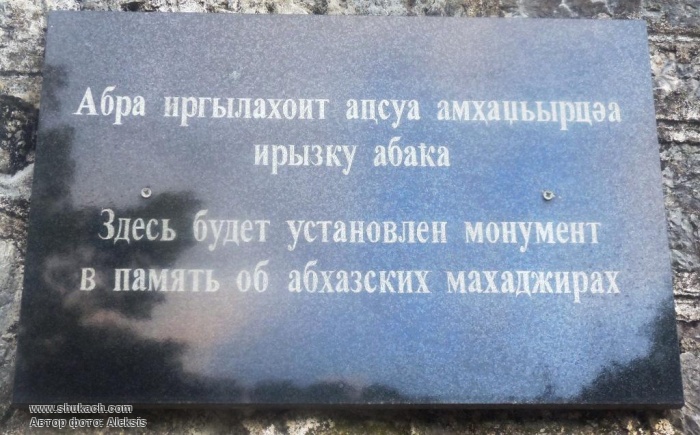 Абра иргылахоит аԥсуа амҳаџьырцәа
ирызку абаҟа
Здесь будет установлен монумент
в память об абхазских махаджирах
www.shukach.com
Автор фото: Aleksis